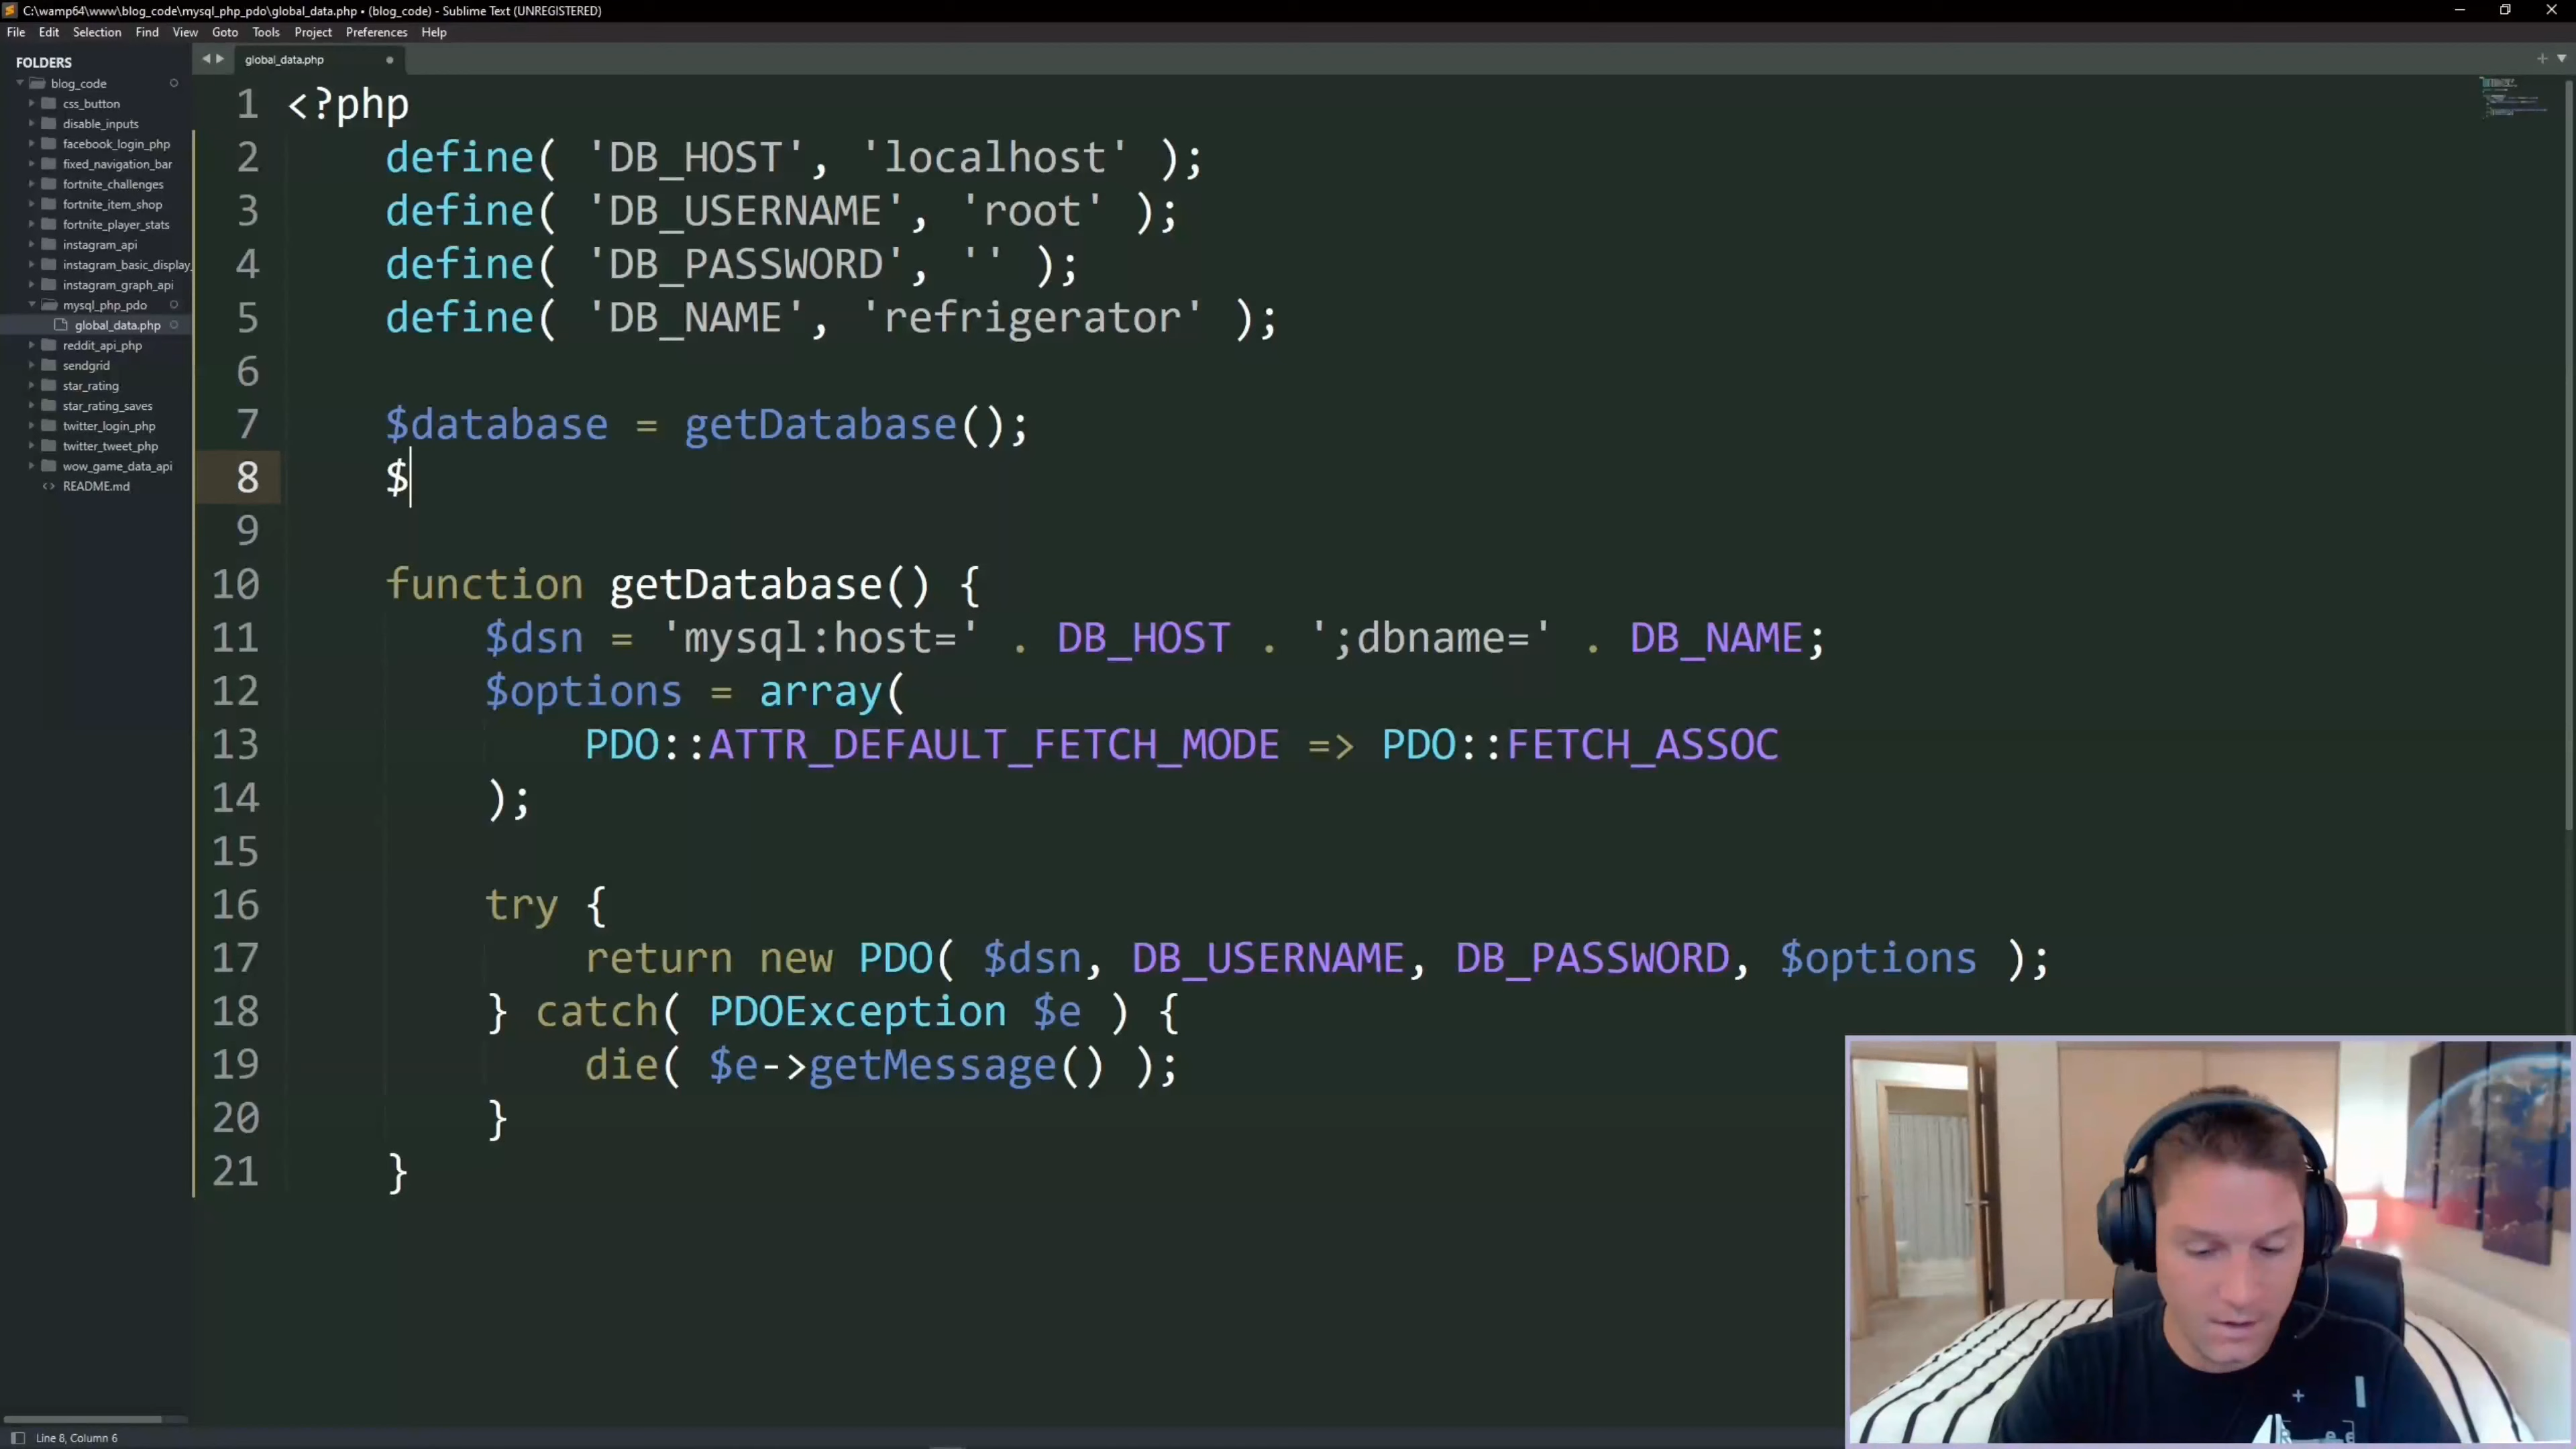 C:\wamp64\www\blog_code\mysql_php_pdo\global_data.php • (blog_code) - Sublime Text (UNREGISTERED)
File Edit Selection Find View Goto Tools Project Preferences Help
FOLDERS
blog_code
css_button
disable_inputs
facebook_login_php
fixed_navigation_bar
fortnite_challenges
fortnite_item_shop
fortnite_player_stats
instagram_api
instagram_basic_display_
instagram_graph_api
mysql_php_pdo
global_data.php
reddit_api_php
sendgrid
star_rating
star_rating_saves
twitter_login_php
twitter_tweet_php
wow_game_data_api
<> README.md
global_data.php
1 <?php
2 define( 'DB_HOST', 'localhost' );
3 define( 'DB_USERNAME', 'root' );
4 define( 'DB_PASSWORD', '' );
5 define( 'DB_NAME', 'refrigerator' );
6
7 $database = getDatabase();
8 $
9
10 function getDatabase() {
11 $dsn = 'mysql:host=' . DB_HOST . ';dbname=' . DB_NAME;
12 $options = array(
13 PDO::ATTR_DEFAULT_FETCH_MODE => PDO::FETCH_ASSOC
14 );
15
16 try {
17 return new PDO( $dsn, DB_USERNAME, DB_PASSWORD, $options );
18 } catch( PDOException $e ) {
19 die( $e->getMessage() );
20 }
21 }
Line 8, Column 6